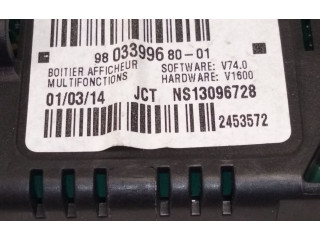 98 033996 80-01
BOITIER AFFICHEUR SOFTWARE: V74.0
MULTIFONCTIONS HARDWARE: V1600
01/03/14 JCT NS13096728
2453572